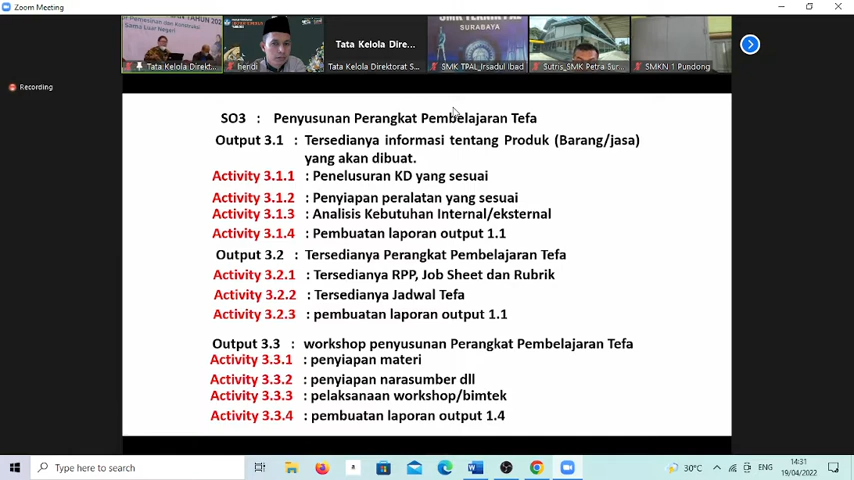 Zoom Meeting
TAHUN 202
Sama Luar Negeri
Tata Kelola Direkt...
hendi
Tata Kelola Dire...
Tata Kelola Direktorat S...
SURABAYA
SMK TPAL_Irsadul Ibad
Sutris_SMK Petra Sur...
SMKN 1 Pundong
Recording
SO3 : Penyusunan Perangkat Pembelajaran Tefa
Output 3.1 : Tersedianya informasi tentang Produk (Barang/jasa)
yang akan dibuat.
Activity 3.1.1 : Penelusuran KD yang sesuai
Activity 3.1.2 : Penyiapan peralatan yang sesuai
Activity 3.1.3 : Analisis Kebutuhan Internal/eksternal
Activity 3.1.4 : Pembuatan laporan output 1.1
Output 3.2 : Tersedianya Perangkat Pembelajaran Tefa
Activity 3.2.1 : Tersedianya RPP, Job Sheet dan Rubrik
Activity 3.2.2 : Tersedianya Jadwal Tefa
Activity 3.2.3 : pembuatan laporan output 1.1
Output 3.3 : workshop penyusunan Perangkat Pembelajaran Tefa
Activity 3.3.1 : penyiapan materi
Activity 3.3.2 : penyiapan narasumber dll
Activity 3.3.3 : pelaksanaan workshop/bimtek
Activity 3.3.4 : pembuatan laporan output 1.4
Type here to search
30°C
ENG
14:31
19/04/2022